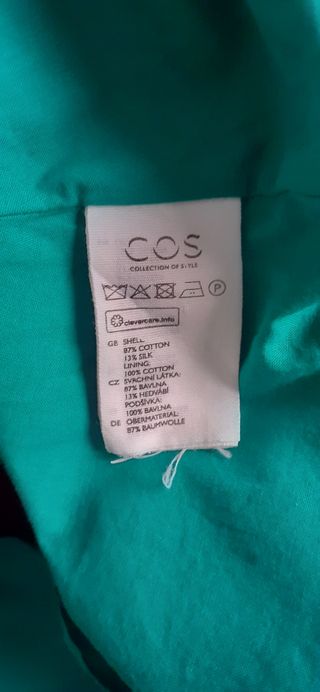 COS
COLLECTION OF STYLE
P
clevercare.info
GB SHELL:
87% COTTON
13% SILK
LINING:
100% COTTON
CZ SVRCHNÍ LÁTKA:
87% BAVLNA
13% HEDVÁBÍ
PODŠÍVKA:
100% BAVLNA
DE OBERMATERIAL:
87% BAUMWOLLE